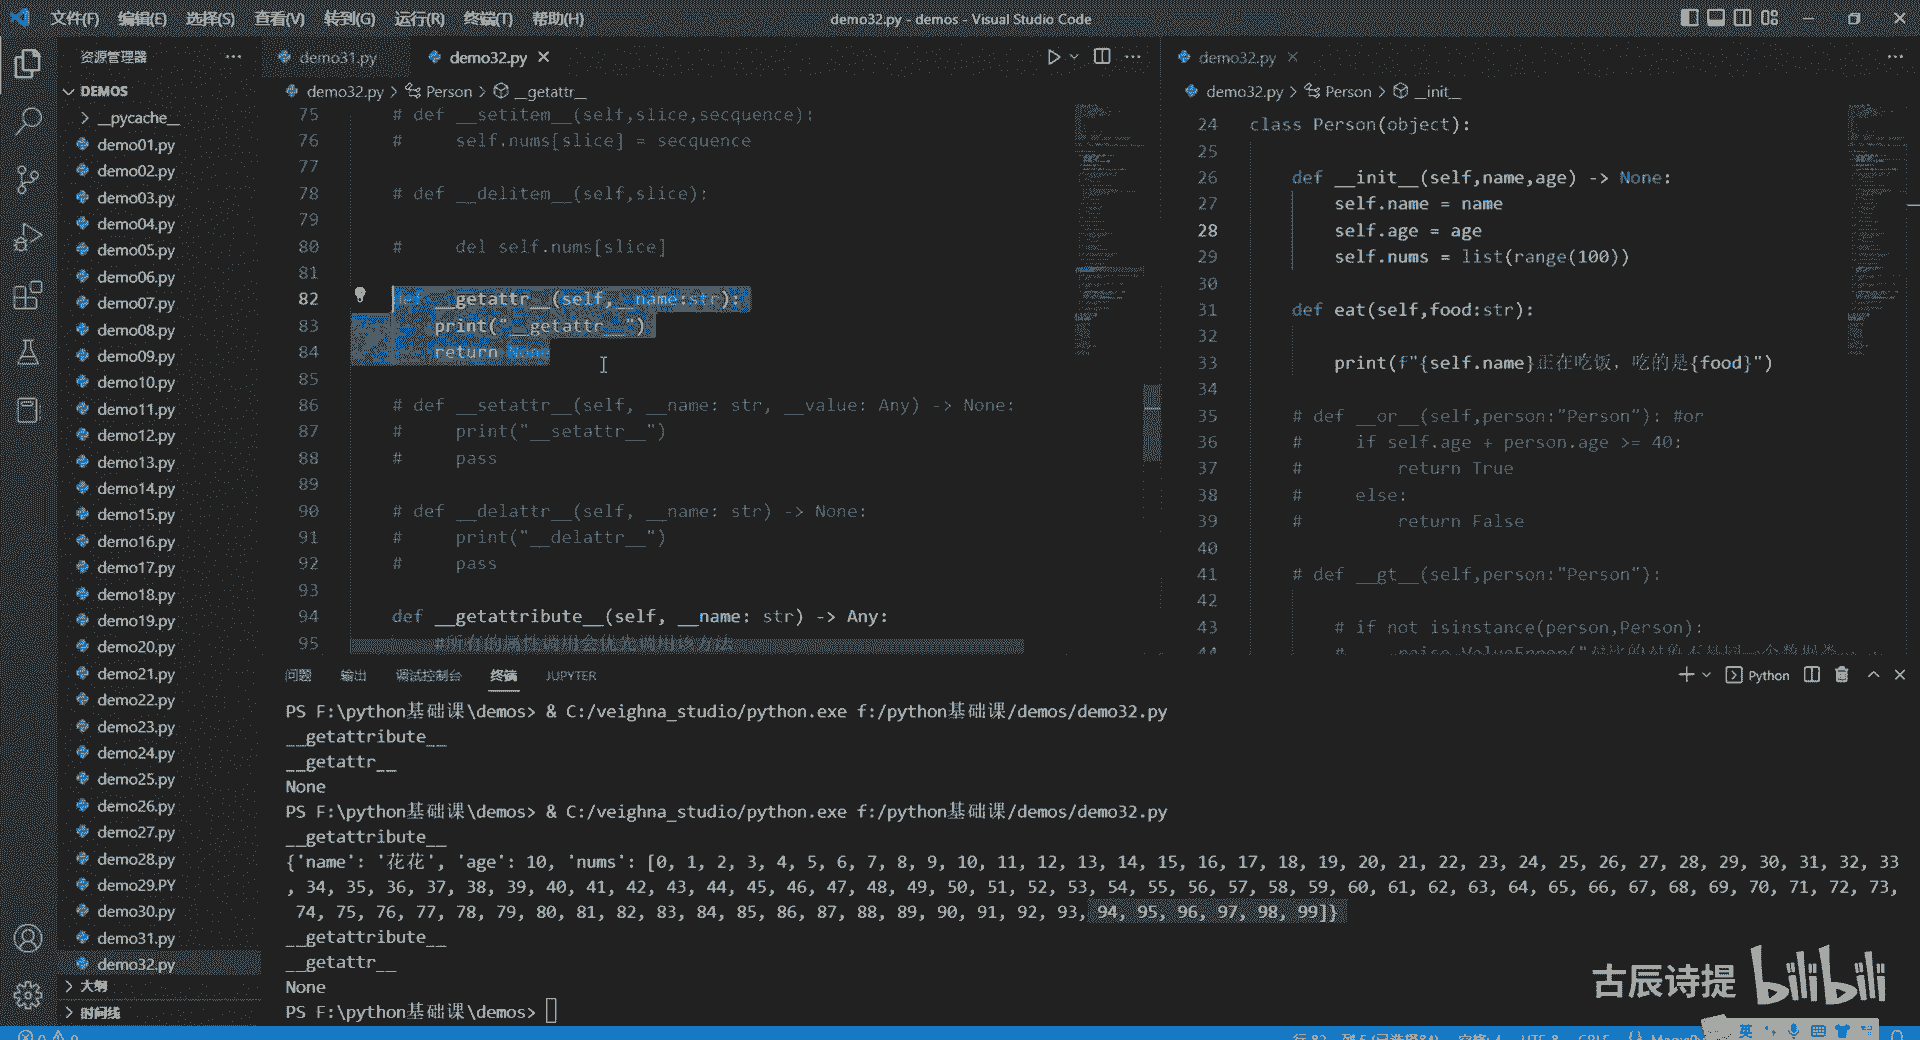 文件(F) 编辑(E) 选择(S) 查看(V) 转到(G) 运行(R) 终端(T) 帮助(H)
demo32.py - demos - Visual Studio Code
资源管理器
DEMOS
__pycache__
demo01.py
demo02.py
demo03.py
demo04.py
demo05.py
demo06.py
demo07.py
demo08.py
demo09.py
demo10.py
demo11.py
demo12.py
demo13.py
demo14.py
demo15.py
demo16.py
demo17.py
demo18.py
demo19.py
demo20.py
demo21.py
demo22.py
demo23.py
demo24.py
demo25.py
demo26.py
demo27.py
demo28.py
demo29.PY
demo30.py
demo31.py
demo32.py
大纲
时间线
demo31.py demo32.py
demo32.py > Person > __getattr__
75 # def __setitem__(self,slice,secquence):
76 #     self.nums[slice] = secquence
77
78 # def __delitem__(self,slice):
79
80 #     del self.nums[slice]
81
82 def __getattr__(self,__name:str):
83     print("__getattr__")
84     return None
85
86 # def __setattr__(self, __name: str, __value: Any) -> None:
87 #     print("__setattr__")
88 #     pass
89
90 # def __delattr__(self, __name: str) -> None:
91 #     print("__delattr__")
92 #     pass
93
94 def __getattribute__(self, __name: str) -> Any:
95     #所有的属性调用会优先调用该方法
demo32.py
demo32.py > Person > __init__
24 class Person(object):
25
26     def __init__(self,name,age) -> None:
27         self.name = name
28         self.age = age
29         self.nums = list(range(100))
30
31     def eat(self,food:str):
32
33         print(f"{self.name}正在吃饭，吃的是{food}")
34
35     # def __or__(self,person:"Person"): #or
36     #     if self.age + person.age >= 40:
37     #         return True
38     #     else:
39     #         return False
40
41     # def __gt__(self,person:"Person"):
42
43         # if not isinstance(person,Person):
44         #     raise ValueError("
问题 输出 调试控制台 终端 JUPYTER
Python
PS F:\python基础课\demos> & C:/veighna_studio/python.exe f:/python基础课/demos/demo32.py
__getattribute__
__getattr__
None
PS F:\python基础课\demos> & C:/veighna_studio/python.exe f:/python基础课/demos/demo32.py
__getattribute__
{'name': '花花', 'age': 10, 'nums': [0, 1, 2, 3, 4, 5, 6, 7, 8, 9, 10, 11, 12, 13, 14, 15, 16, 17, 18, 19, 20, 21, 22, 23, 24, 25, 26, 27, 28, 29, 30, 31, 32, 33
, 34, 35, 36, 37, 38, 39, 40, 41, 42, 43, 44, 45, 46, 47, 48, 49, 50, 51, 52, 53, 54, 55, 56, 57, 58, 59, 60, 61, 62, 63, 64, 65, 66, 67, 68, 69, 70, 71, 72, 73,
74, 75, 76, 77, 78, 79, 80, 81, 82, 83, 84, 85, 86, 87, 88, 89, 90, 91, 92, 93, 94, 95, 96, 97, 98, 99]}
__getattribute__
__getattr__
None
PS F:\python基础课\demos>
古辰诗提 bilibili
英